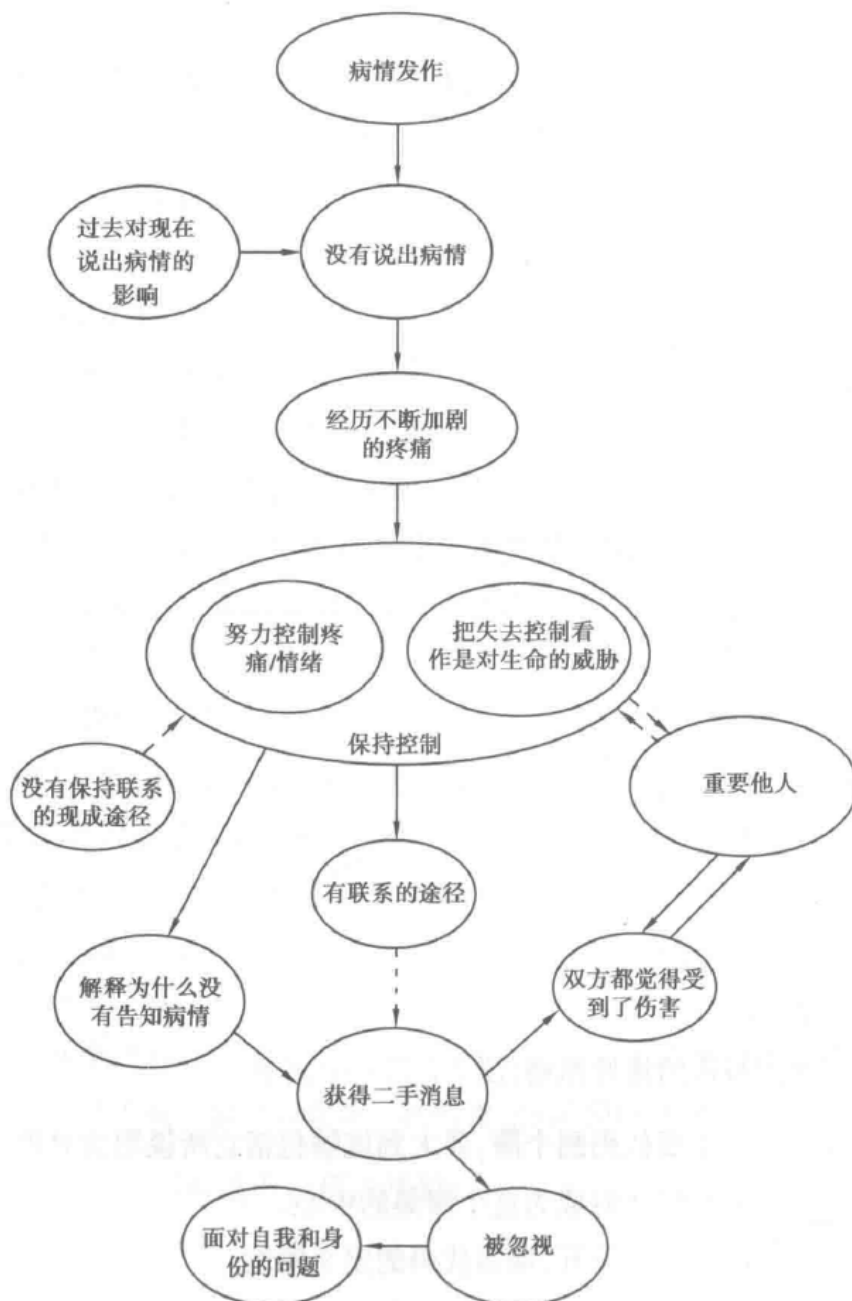 病情发作
过去对现在
说出病情的
影响
没有说出病情
经历不断加剧
的疼痛
努力控制疼
痛/情绪
把失去控制看
作是对生命的威胁
保持控制
没有保持联系
的现成途径
重要他人
有联系的途径
解释为什么没
有告知病情
双方都觉得受
到了伤害
获得二手消息
面对自我和身
份的问题
被忽视